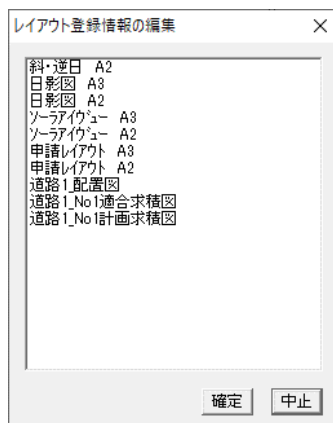 レイアウト登録情報の編集
斜・逆日 A2
日影図 A3
日影図 A2
ソーラアイヴュー A3
ソーラアイヴュー A2
申請レイアウト A3
申請レイアウト A2
道路1_配置図
道路1_No1適合求積図
道路1_No1計画求積図
確定
中止